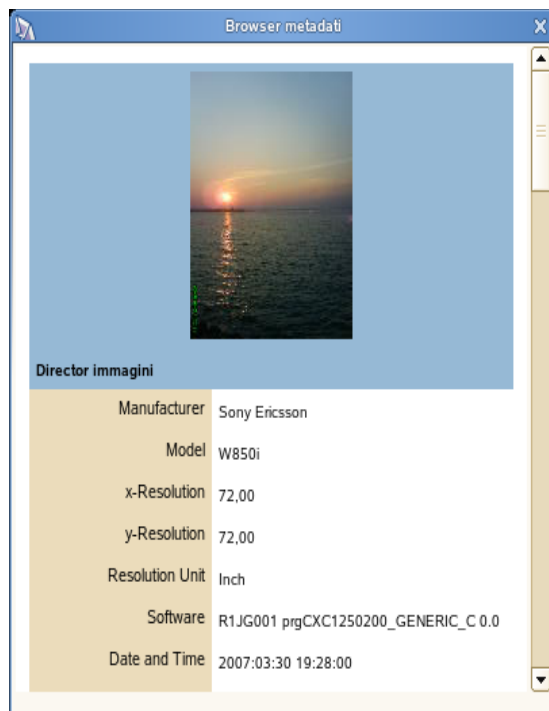 Browser metadati
Director immagini
Manufacturer Sony Ericsson
Model W850i
x-Resolution 72,00
y-Resolution 72,00
Resolution Unit Inch
Software R1JG001 prgCXC1250200_GENERIC_C 0.0
Date and Time 2007:03:30 19:28:00